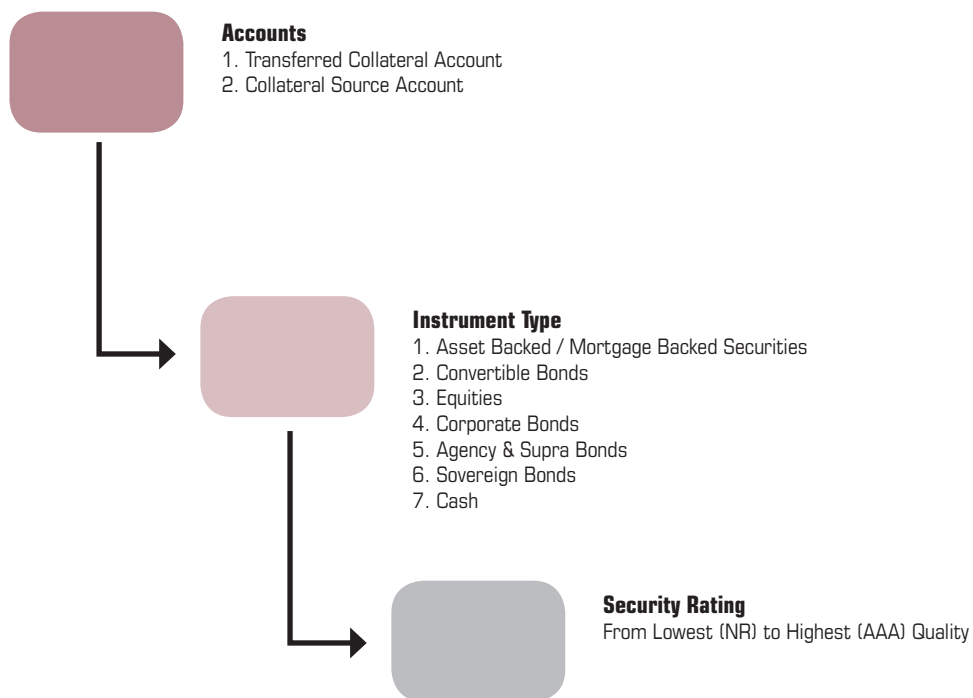 Accounts
1. Transferred Collateral Account
2. Collateral Source Account
Instrument Type
1. Asset Backed / Mortgage Backed Securities
2. Convertible Bonds
3. Equities
4. Corporate Bonds
5. Agency & Supra Bonds
6. Sovereign Bonds
7. Cash
Security Rating
From Lowest (NR) to Highest (AAA) Quality